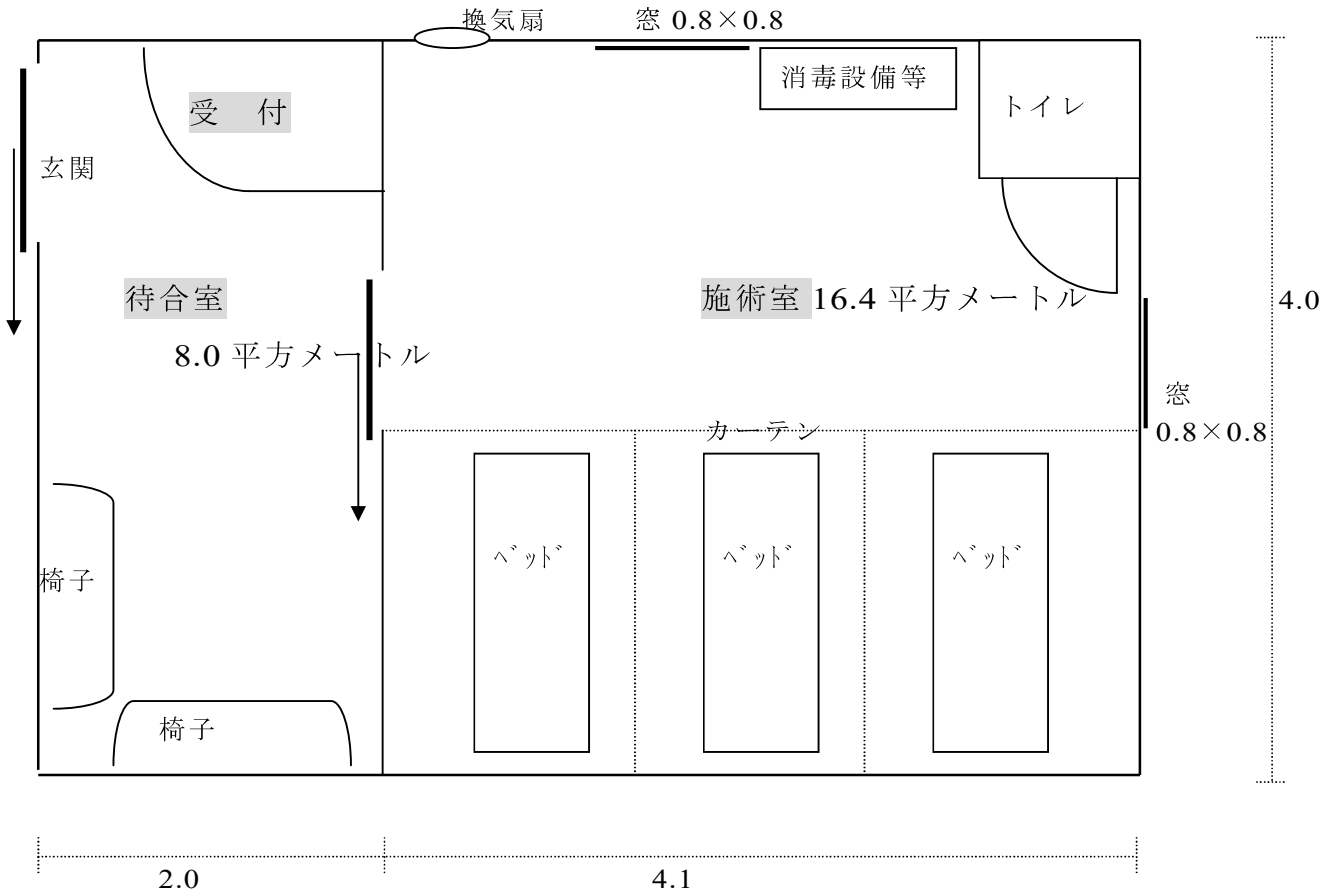 換気扇
窓 0.8×0.8
消毒設備等
受　付
トイレ
玄関
待合室
施術室 16.4 平方メートル
4.0
8.0 平方メートル
窓
0.8×0.8
カーテン
ﾍﾞｯﾄﾞ
ﾍﾞｯﾄﾞ
ﾍﾞｯﾄﾞ
椅子
椅子
2.0
4.1